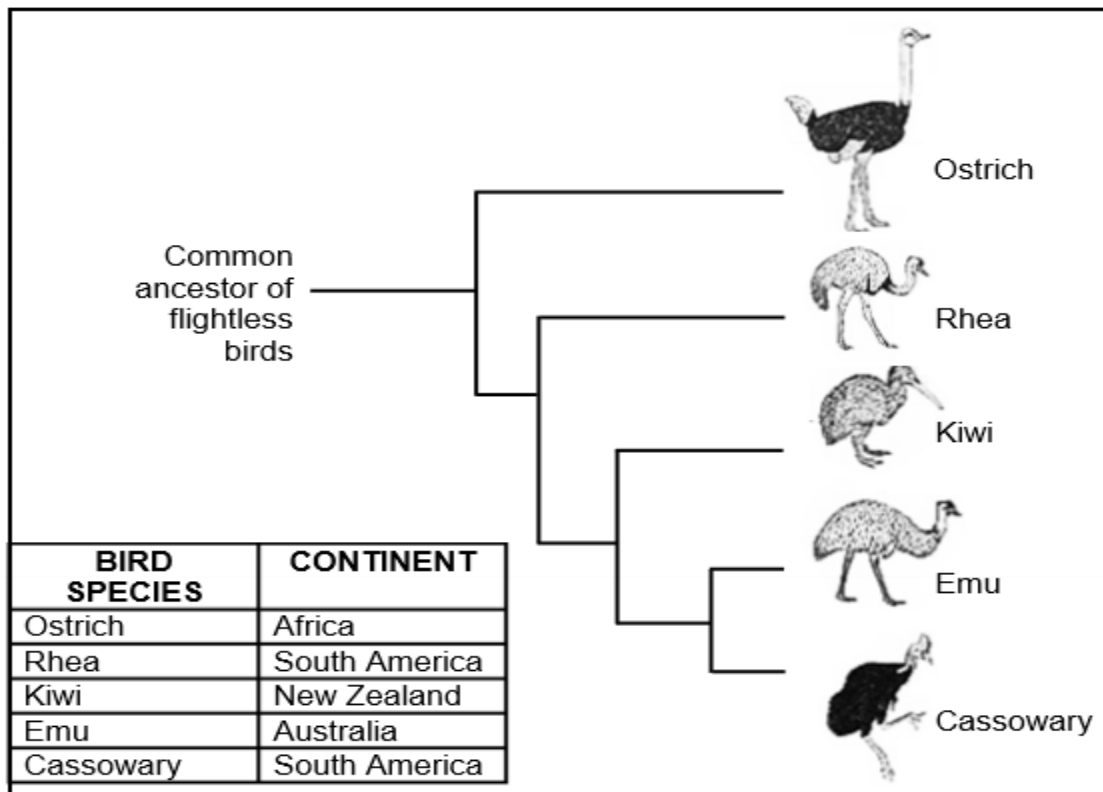 Ostrich
Common
ancestor of
flightless
birds
Rhea
Kiwi
Emu
Cassowary
BIRD SPECIES CONTINENT
Ostrich Africa
Rhea South America
Kiwi New Zealand
Emu Australia
Cassowary South America